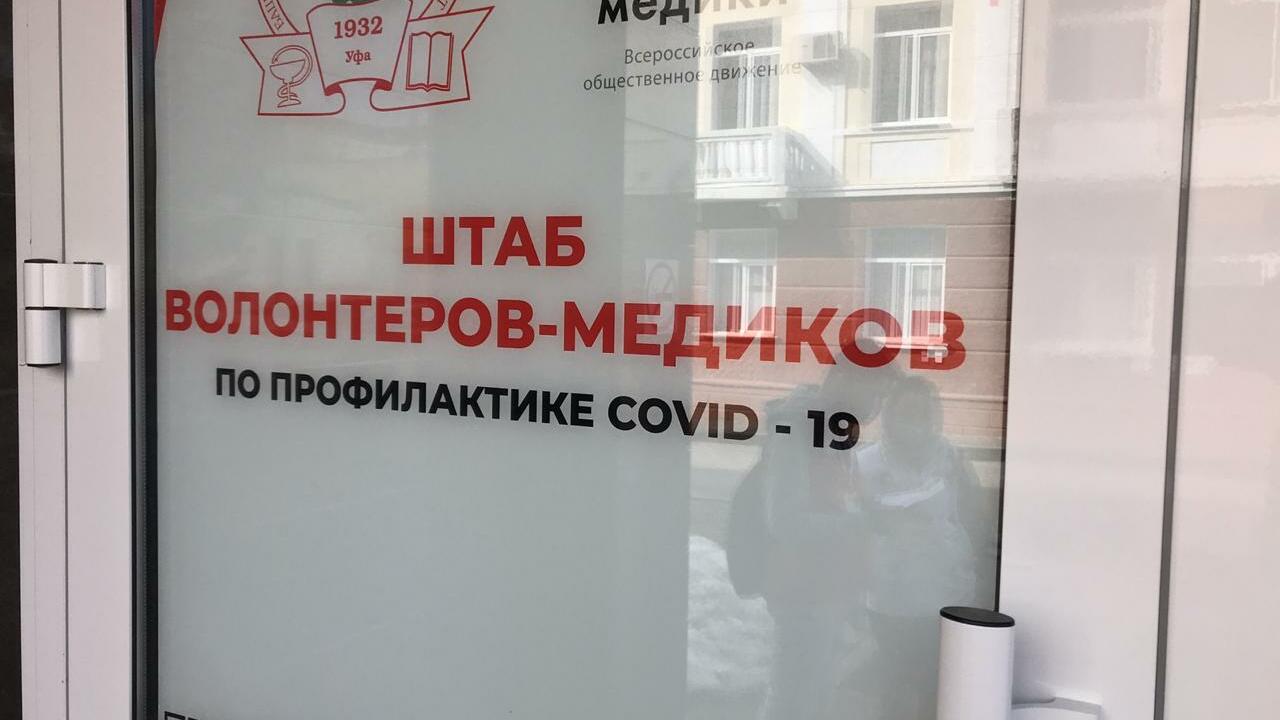 1932
Уфа
медики
Всероссийское
общественное движение
ШТАБ
ВОЛОНТЕРОВ-МЕДИКОВ
ПО ПРОФИЛАКТИКЕ COVID - 19